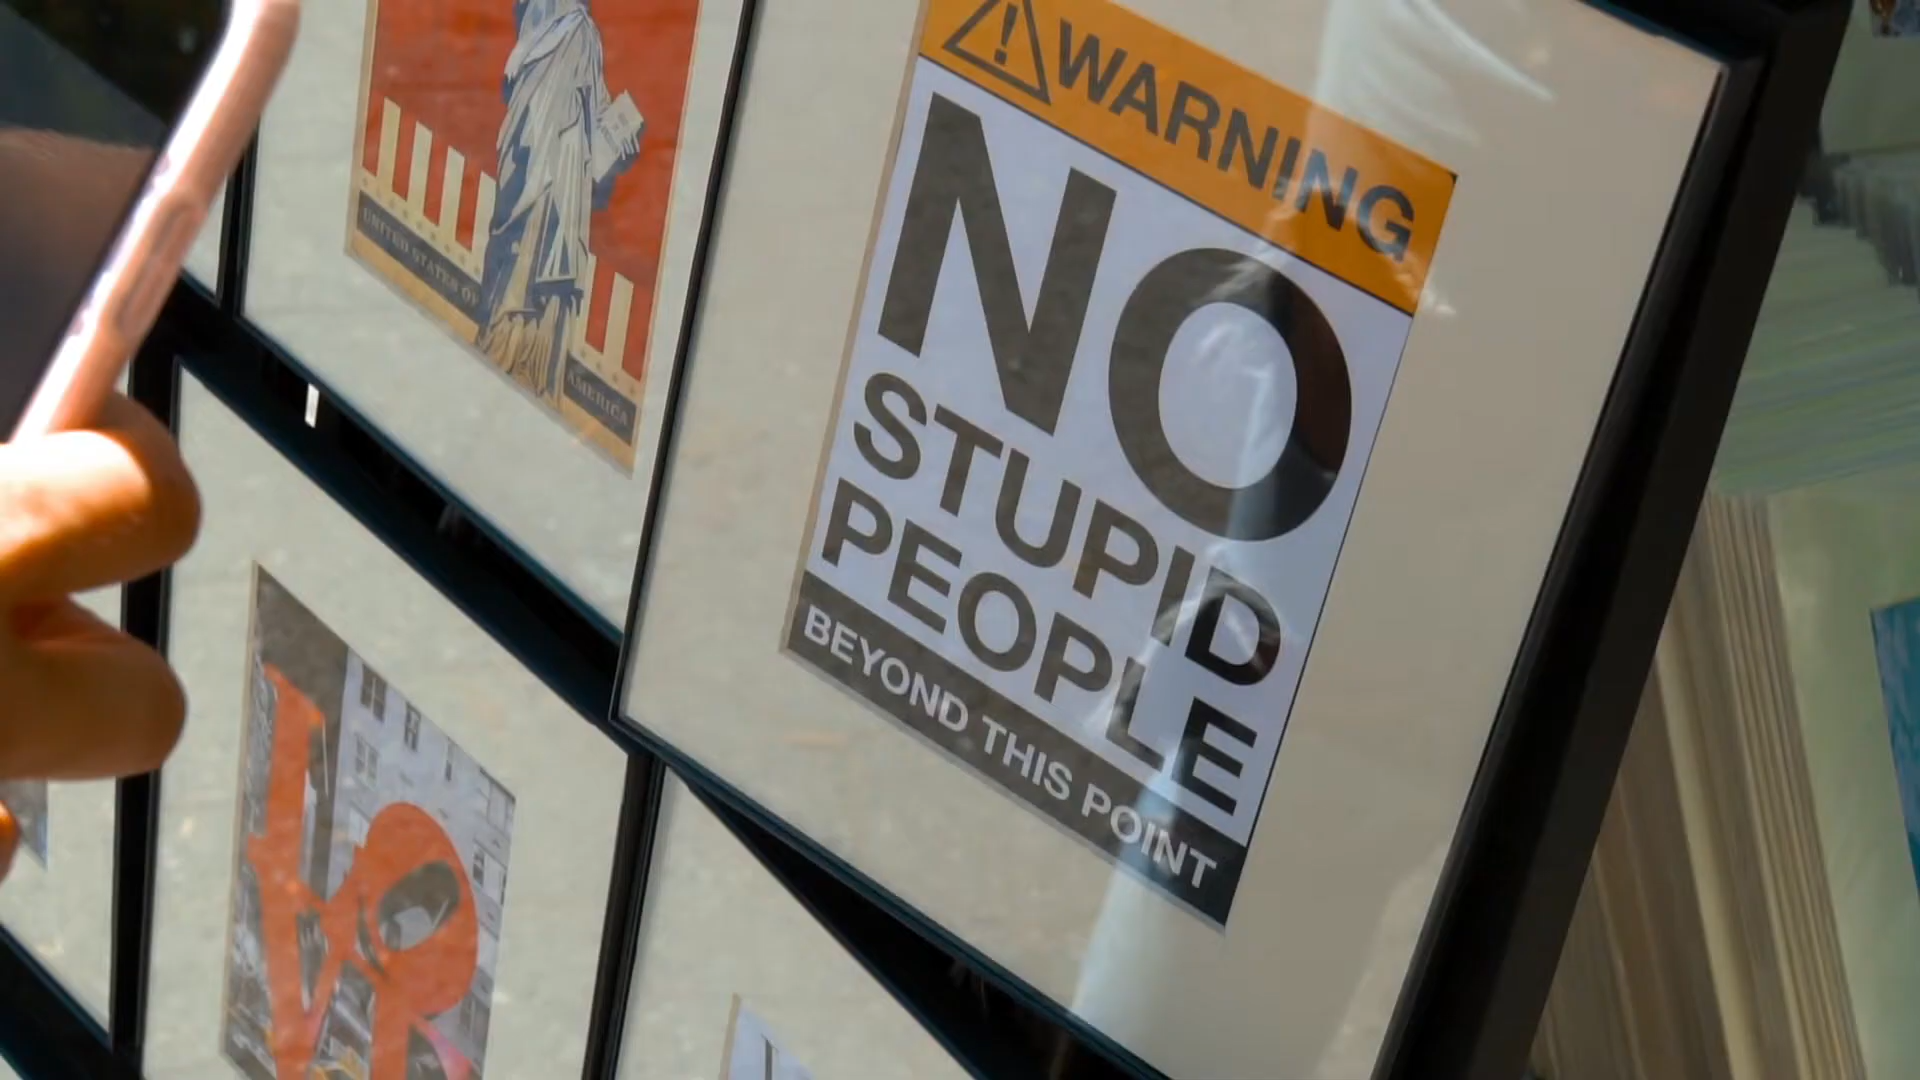 WARNING
NO
STUPID
PEOPLE
BEYOND THIS POINT
UNITED STATES OF
AMERICA